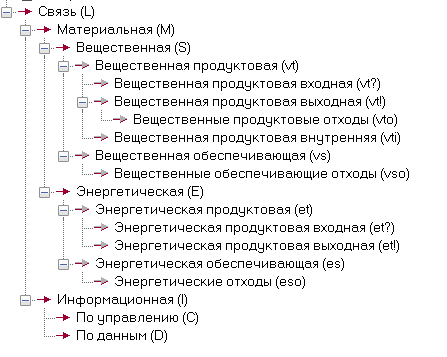 Связь (L)
Материальная (M)
Вещественная (S)
Вещественная продуктовая (vt)
Вещественная продуктовая входная (vt?)
Вещественная продуктовая выходная (vt!)
Вещественные продуктовые отходы (vto)
Вещественная продуктовая внутренняя (vti)
Вещественная обеспечивающая (vs)
Вещественные обеспечивающие отходы (vso)
Энергетическая (E)
Энергетическая продуктовая (et)
Энергетическая продуктовая входная (et?)
Энергетическая продуктовая выходная (et!)
Энергетическая обеспечивающая (es)
Энергетические отходы (eso)
Информационная (I)
По управлению (C)
По данным (D)